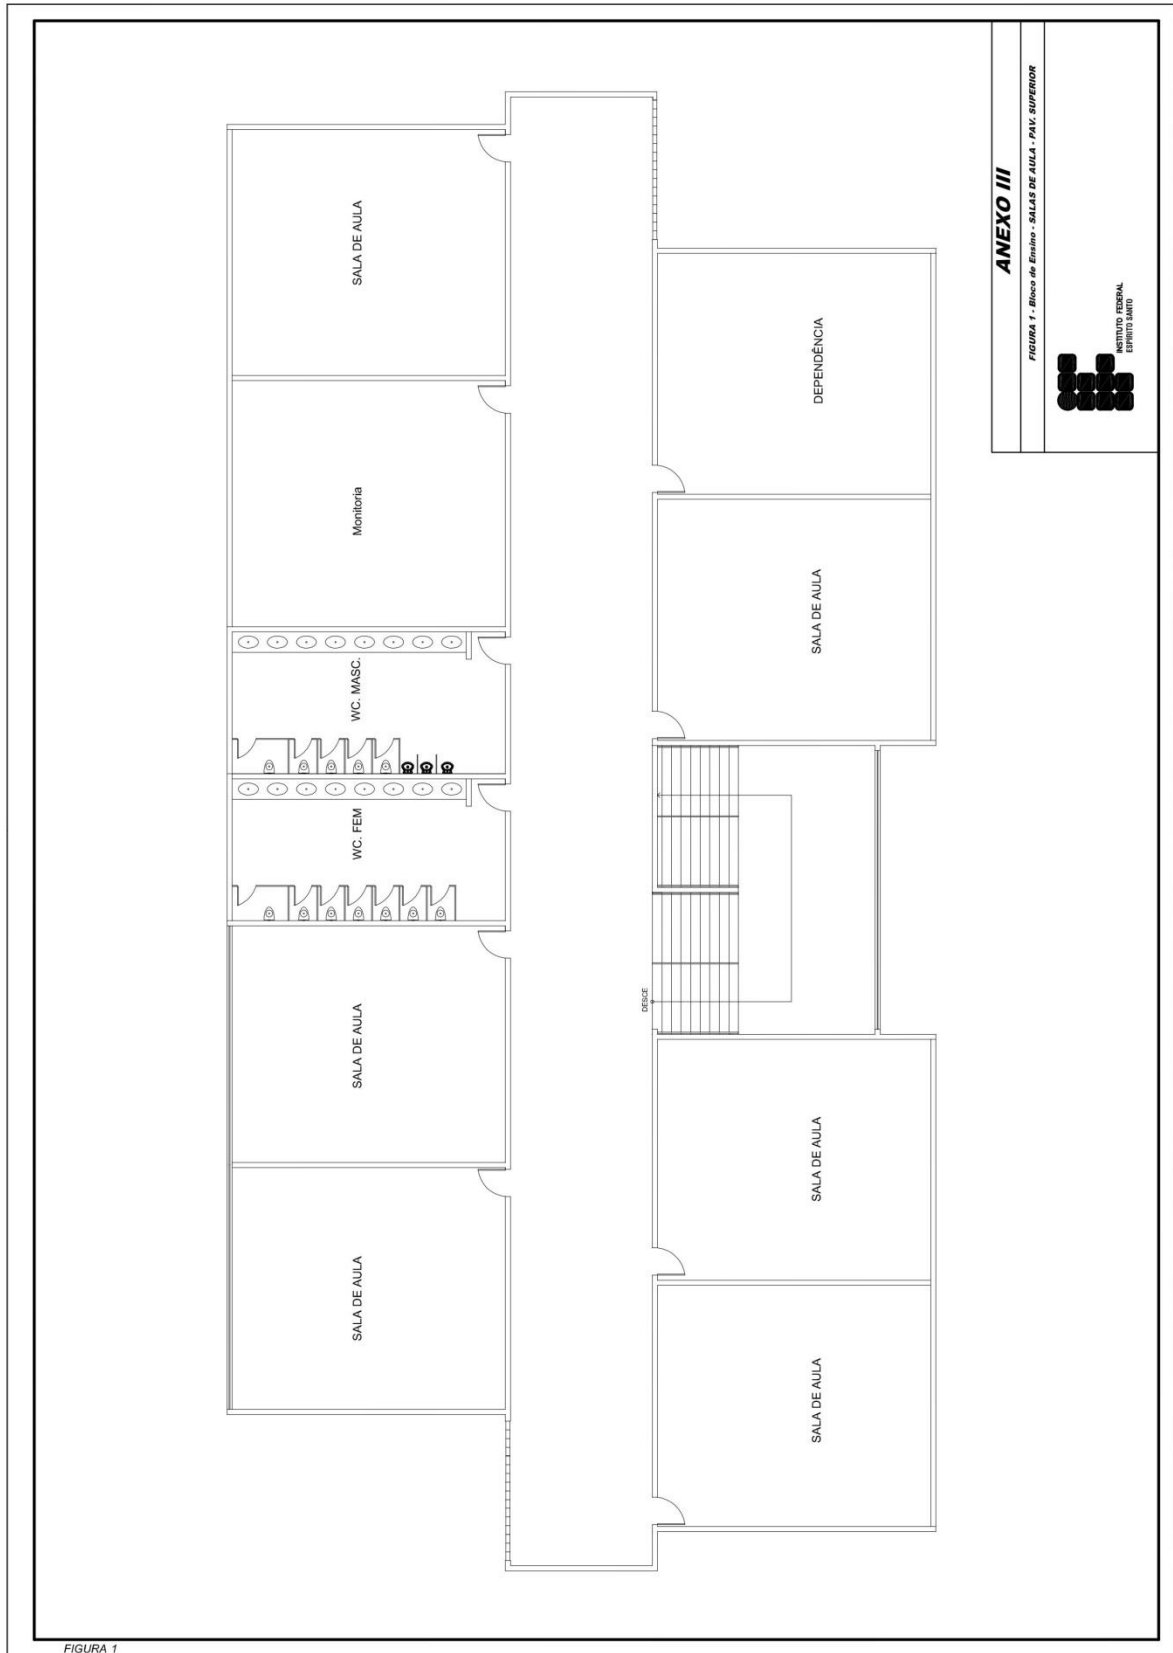 ANEXO III
FIGURA 1 - Bloco de Ensino - SALAS DE AULA - PAV. SUPERIOR
INSTITUTO FEDERAL
ESPÍRITO SANTO
SALA DE AULA
Monitoria
WC. MASC.
WC. FEM
SALA DE AULA
SALA DE AULA
DEPENDÊNCIA
SALA DE AULA
DESCE
SALA DE AULA
SALA DE AULA
FIGURA 1